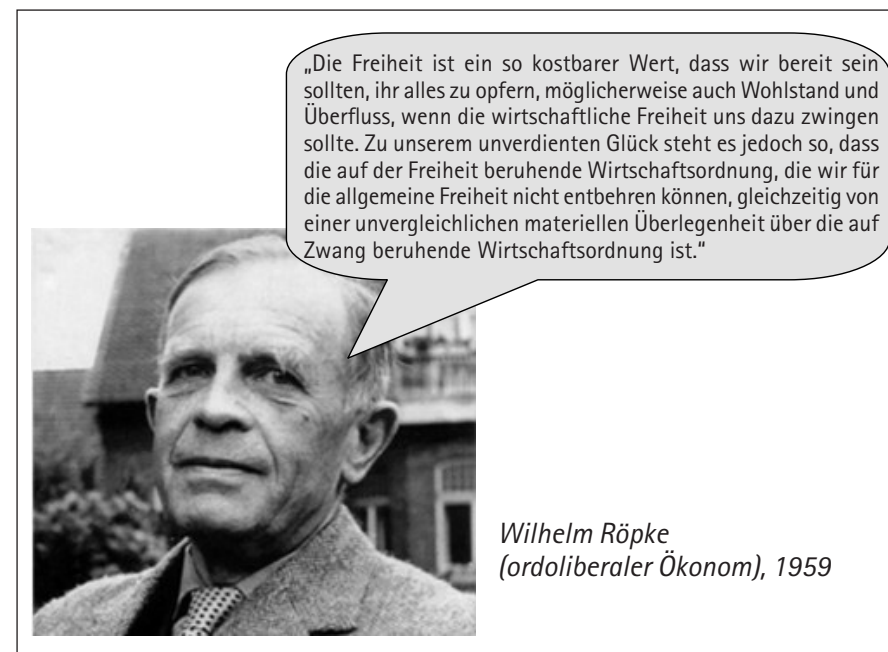 „Die Freiheit ist ein so kostbarer Wert, dass wir bereit sein
sollten, ihr alles zu opfern, möglicherweise auch Wohlstand und
Überfluss, wenn die wirtschaftliche Freiheit uns dazu zwingen
sollte. Zu unserem unverdienten Glück steht es jedoch so, dass
die auf der Freiheit beruhende Wirtschaftsordnung, die wir für
die allgemeine Freiheit nicht entbehren können, gleichzeitig von
einer unvergleichlichen materiellen Überlegenheit über die auf
Zwang beruhende Wirtschaftsordnung ist.“
Wilhelm Röpke
(ordoliberaler Ökonom), 1959